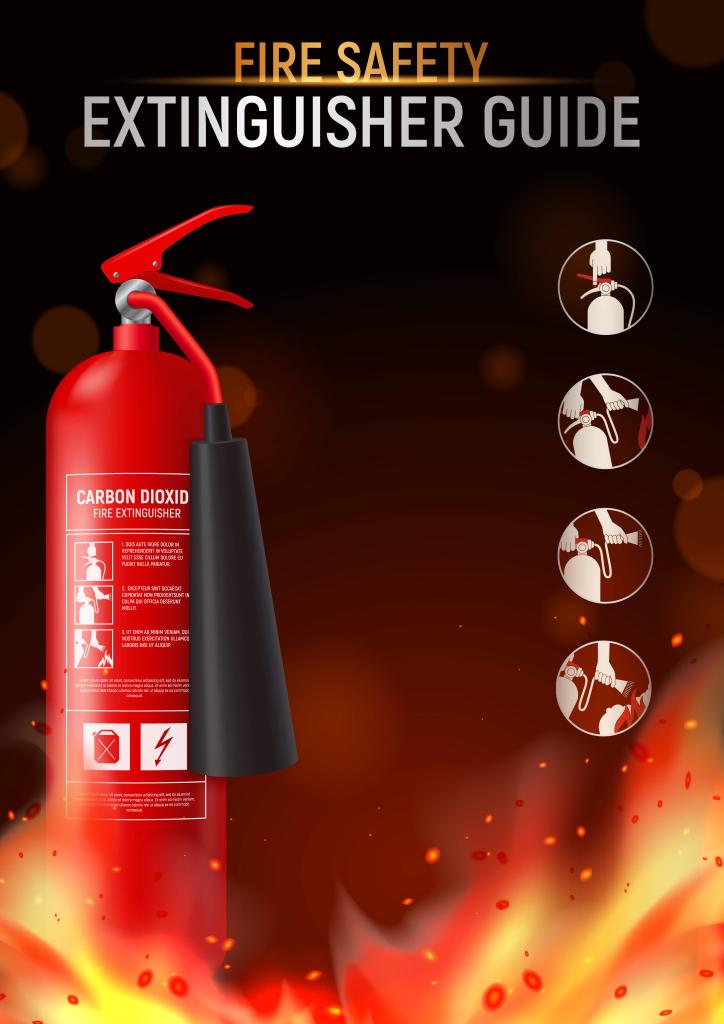 FIRE SAFETY
EXTINGUISHER GUIDE
CARBON DIOXID
FIRE EXTINGUISHER
1. DUIS AUTE IRURE DOLOR IN
REPREHENDERIT IN VOLUPTATE
VELIT ESSE CILLUM DOLORE EU
FUGIAT NULLA PARIATUR.
2. EXCEPTEUR SINT OCCAECAT
CUPIDATAT NON PROIDENTSUNT IN
CULPA QUI OFFICIA DESERUNT
MOLLIT.
3. UT ENIM AD MINIM VENIAM, QUI
NOSTRUD EXERCITATION ULLAMCO
LABORIS NISI UT ALIQUIP.